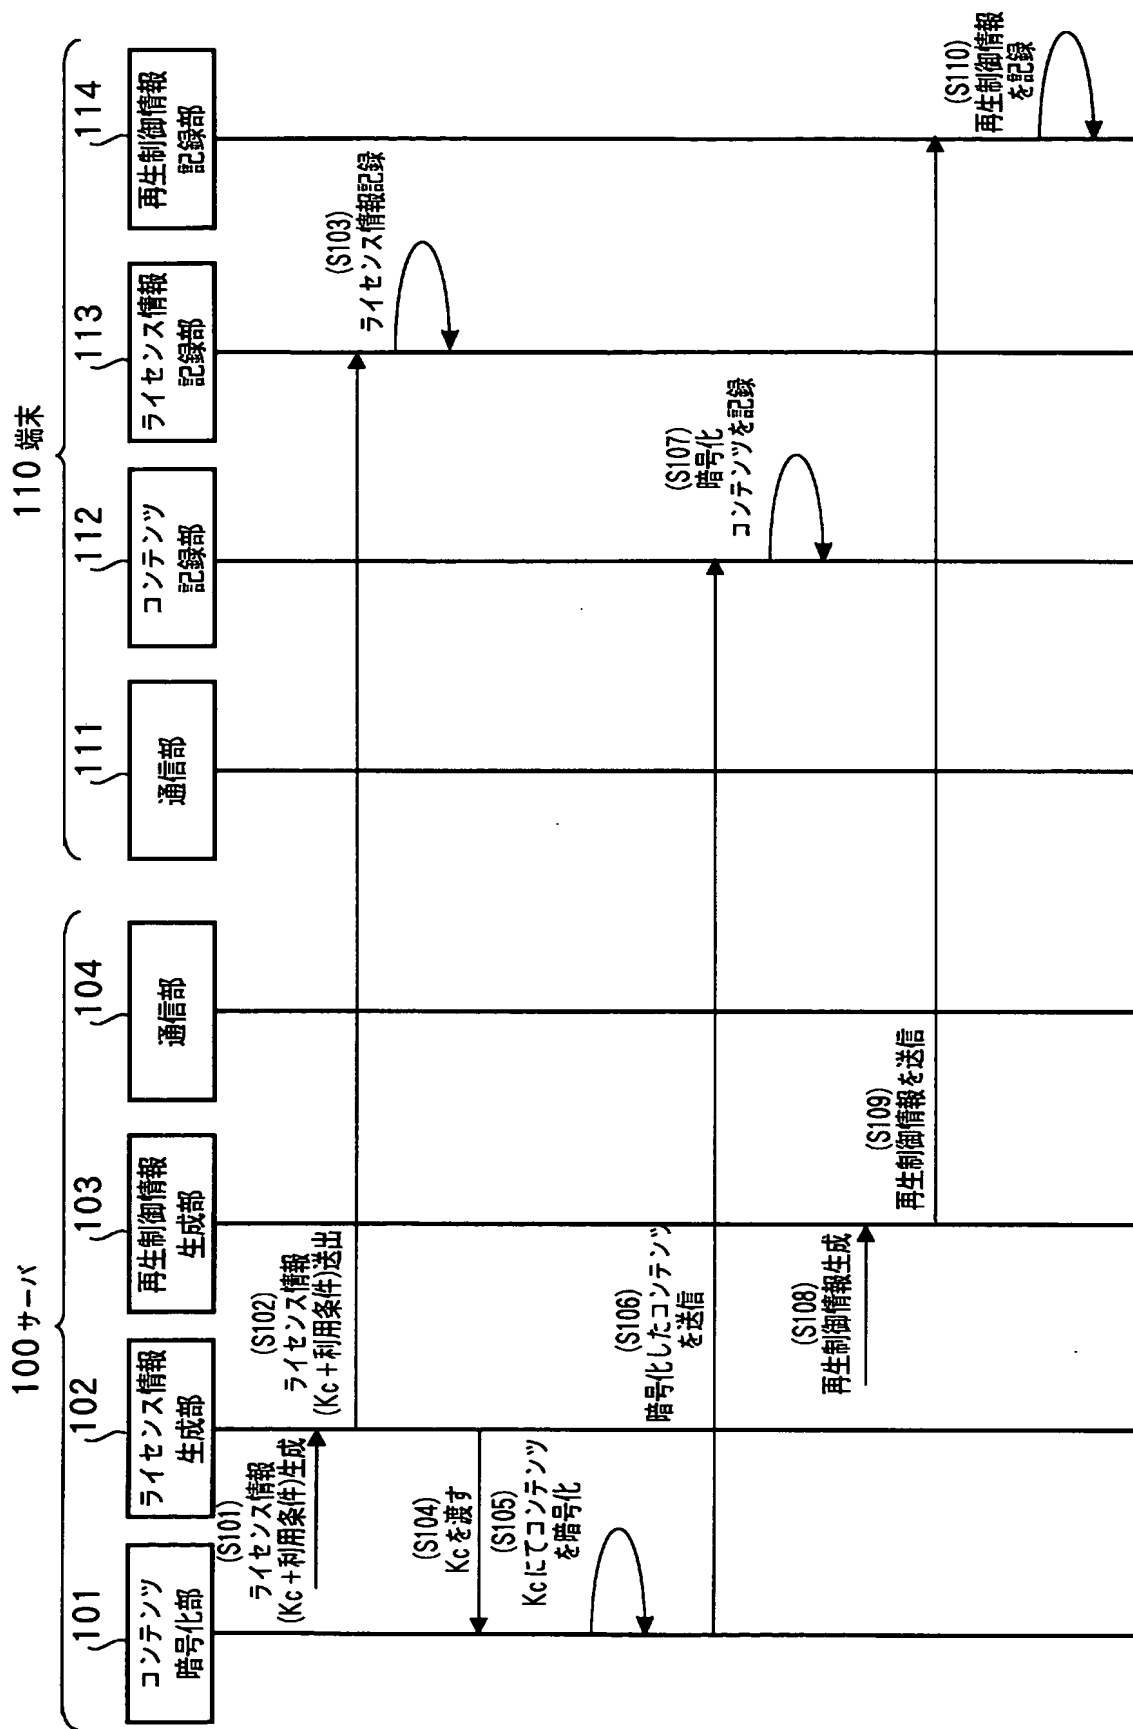 100 サーバ
110 端末
101
102
103
104
111
112
113
114
コンテンツ
暗号化部
ライセンス情報
生成部
再生制御情報
生成部
通信部
通信部
コンテンツ
記録部
ライセンス情報
記録部
再生制御情報
記録部
(S101)
ライセンス情報
(Kc+利用条件)生成
(S102)
ライセンス情報
(Kc+利用条件)送出
(S103)
ライセンス情報記録
(S104)
Kcを渡す
(S105)
Kcにてコンテンツ
を暗号化
(S106)
暗号化したコンテンツ
を送信
(S107)
暗号化
コンテンツを記録
(S108)
再生制御情報生成
(S109)
再生制御情報を送信
(S110)
再生制御情報
を記録